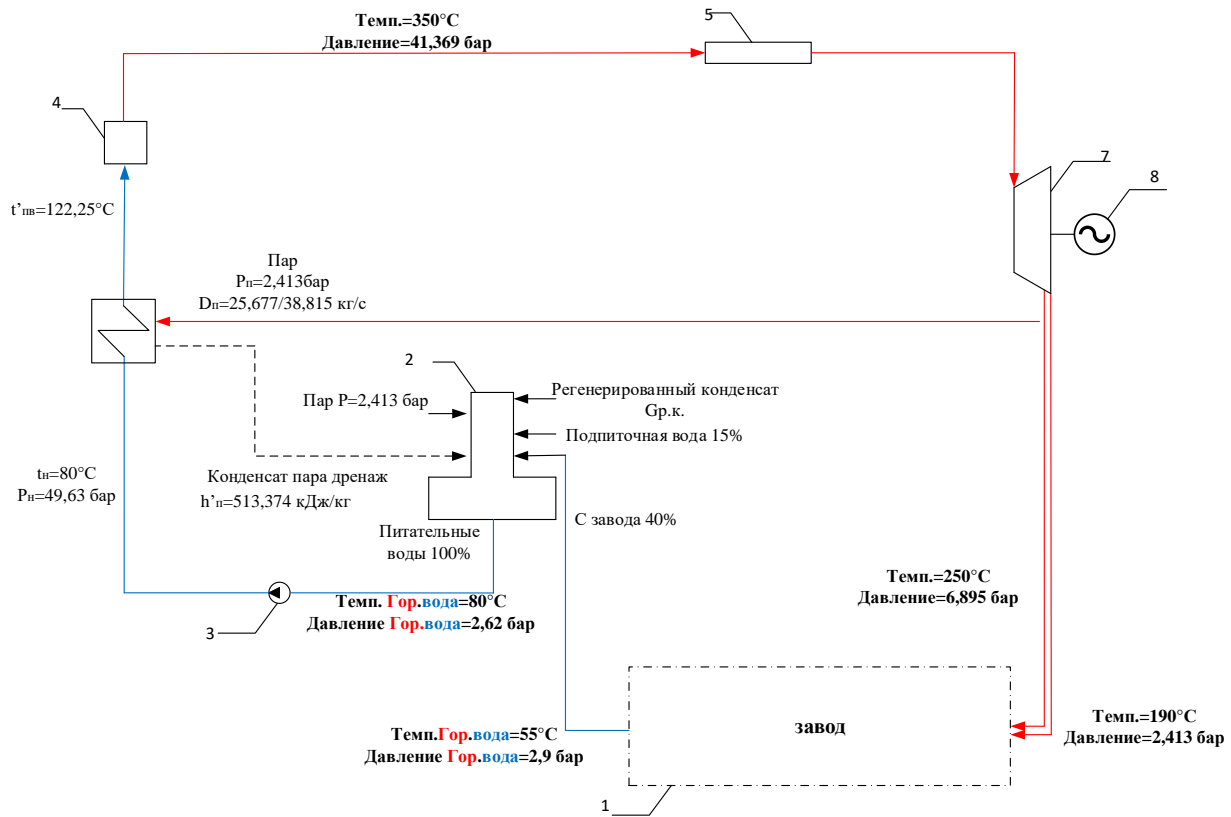 Темп.=350°C
Давление=41,369 бар
5
4
7
8
t'пв=122,25°C
Пар
Pп=2,413бар
Dп=25,677/38,815 кг/с
2
Регенерированный конденсат
Gр.к.
Пар P=2,413 бар
Подпиточная вода 15%
tн=80°C
Pн=49,63 бар
Конденсат пара дренаж
h'п=513,374 кДж/кг
С завода 40%
Питательные
воды 100%
Темп.=250°C
Давление=6,895 бар
3
Темп. Гор.вода=80°C
Давление Гор.вода=2,62 бар
Темп.Гор.вода=55°C
Давление Гор.вода=2,9 бар
завод
Темп.=190°C
Давление=2,413 бар
1